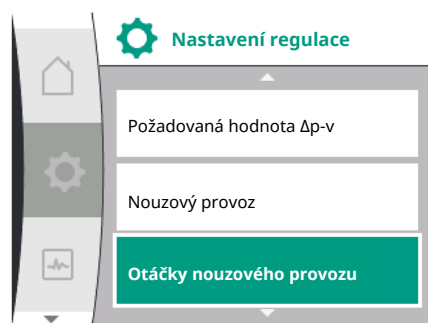 Nastavení regulace
Požadovaná hodnota Δp-v
Nouzový provoz
Otáčky nouzového provozu